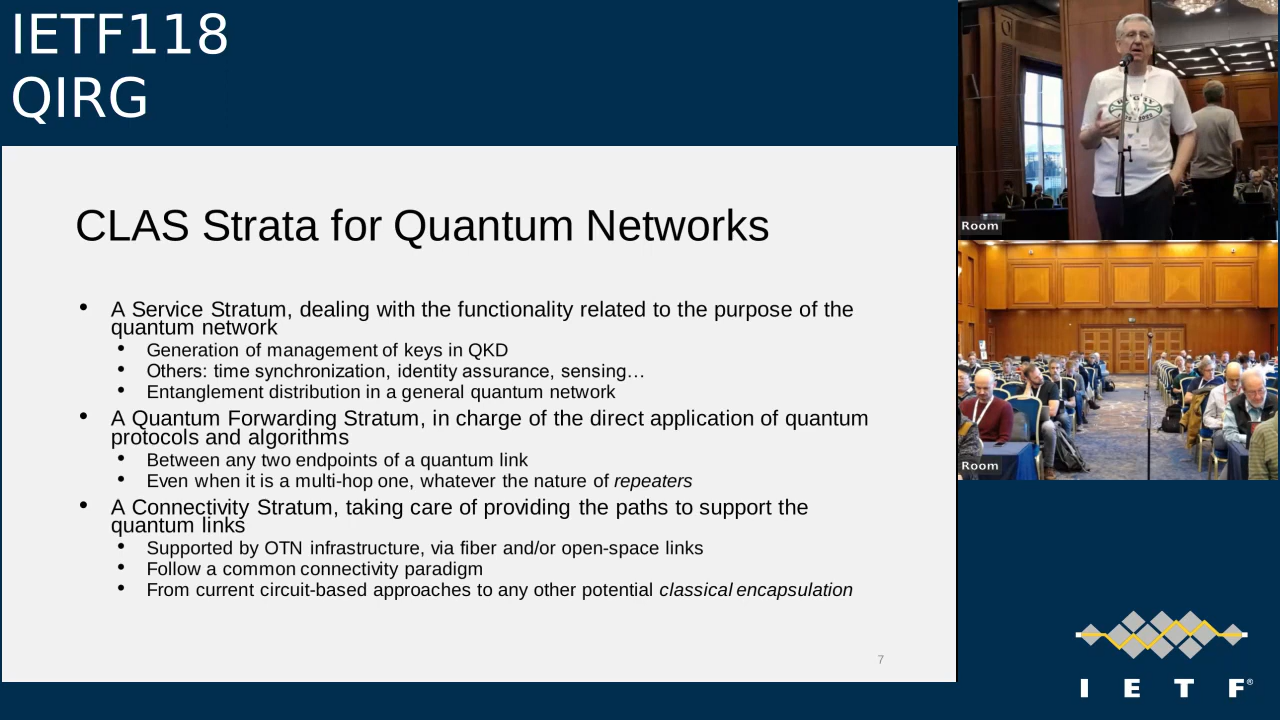 IETF118
QIRG
CLAS Strata for Quantum Networks
• A Service Stratum, dealing with the functionality related to the purpose of the
quantum network
• Generation of management of keys in QKD
• Others: time synchronization, identity assurance, sensing…
• Entanglement distribution in a general quantum network
• A Quantum Forwarding Stratum, in charge of the direct application of quantum
protocols and algorithms
• Between any two endpoints of a quantum link
• Even when it is a multi-hop one, whatever the nature of repeaters
• A Connectivity Stratum, taking care of providing the paths to support the
quantum links
• Supported by OTN infrastructure, via fiber and/or open-space links
• Follow a common connectivity paradigm
• From current circuit-based approaches to any other potential classical encapsulation
7
Room
Room
I E T F®